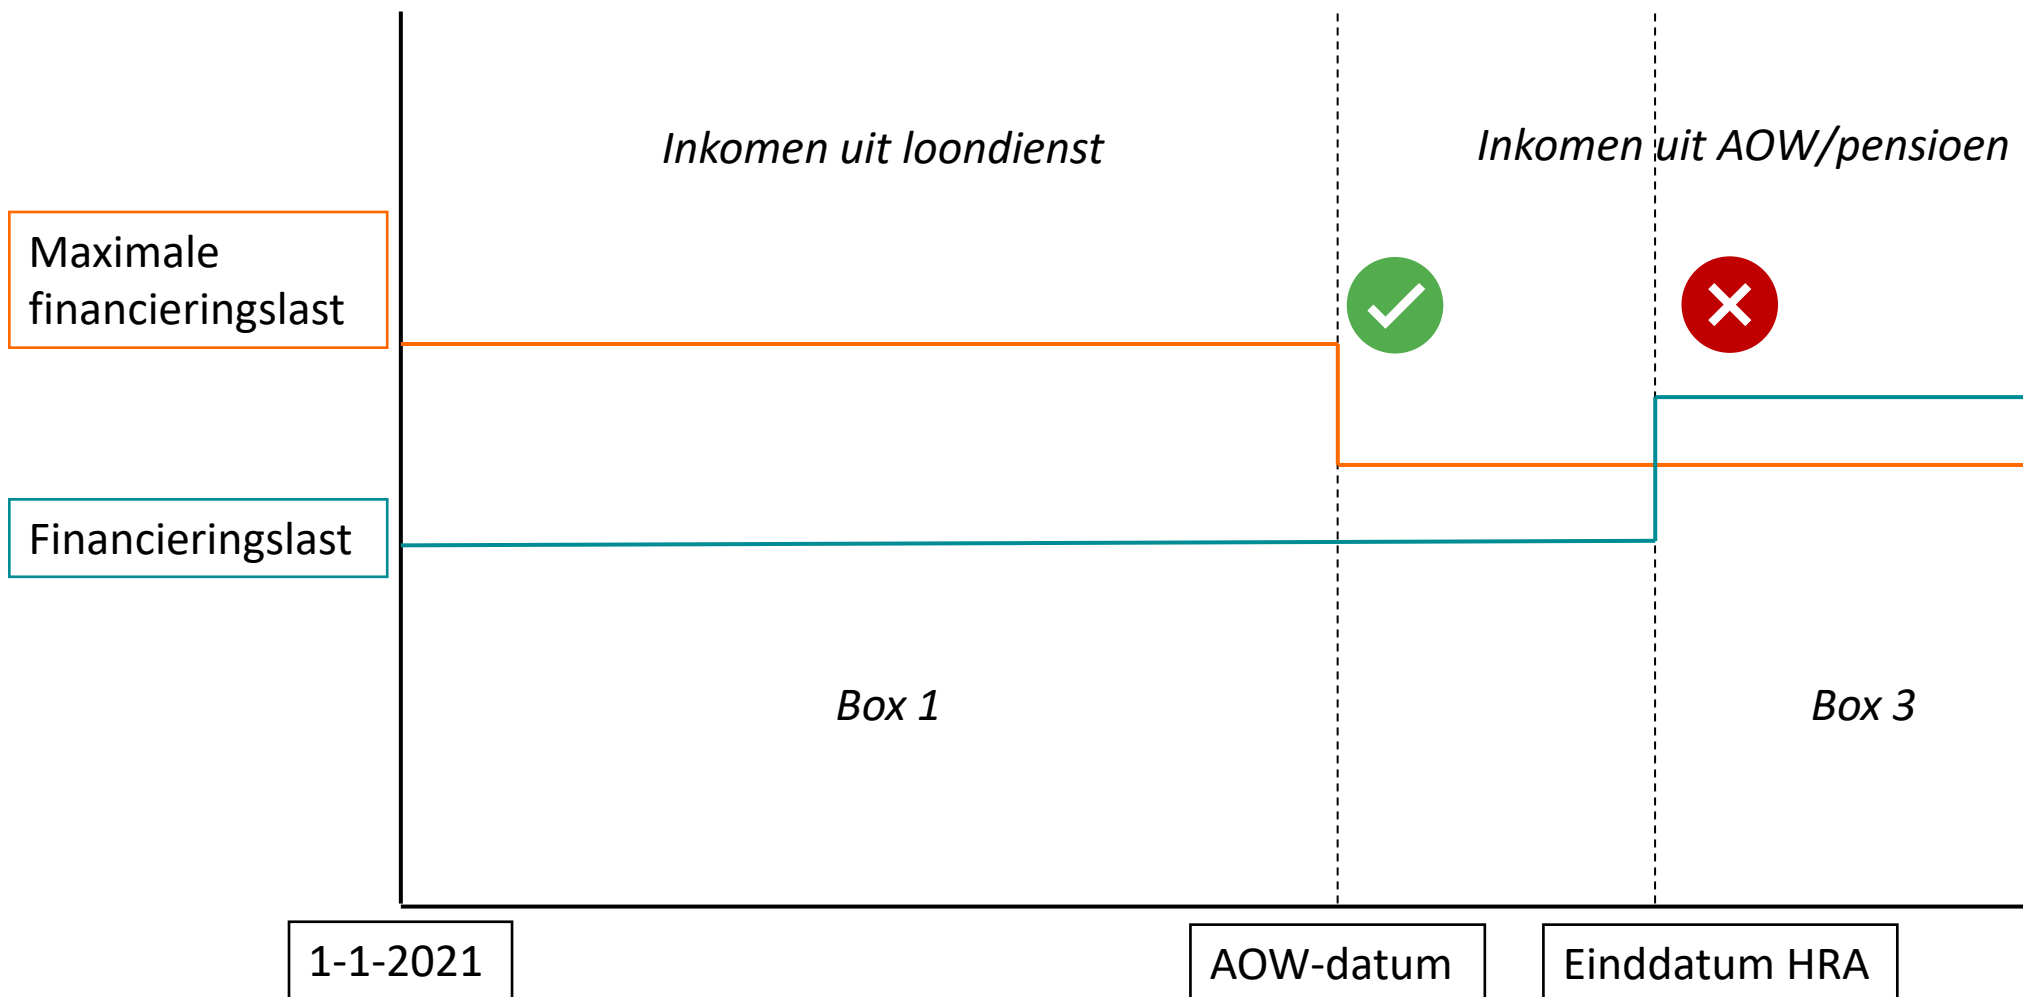 Inkomen uit loondienst
Inkomen uit AOW/pensioen
Maximale
financieringslast
Financieringslast
Box 1
Box 3
1-1-2021
AOW-datum
Einddatum HRA